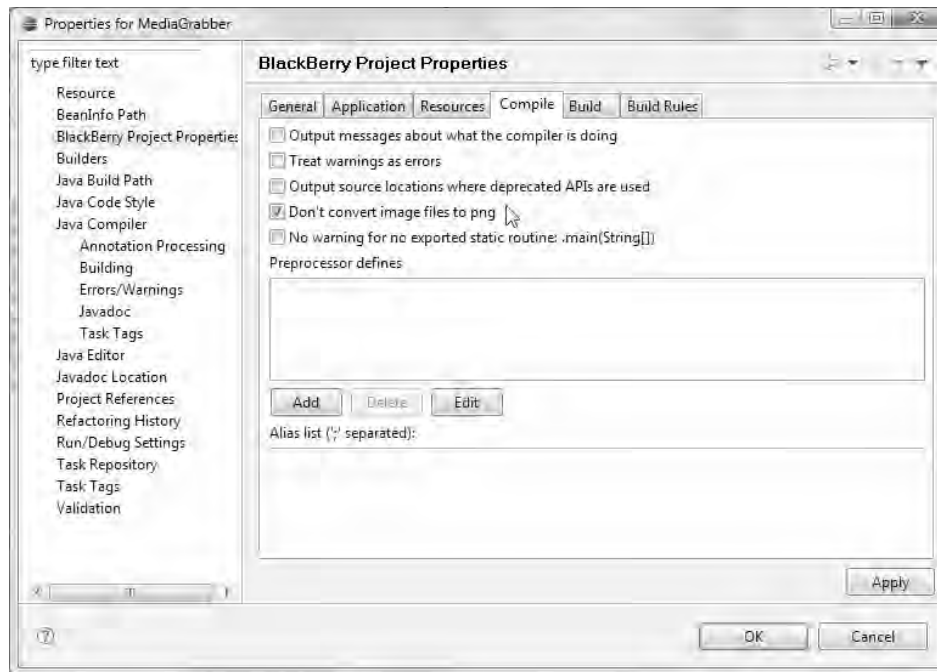 Properties for MediaGrabber
type filter text
Resource
BeanInfo Path
BlackBerry Project Properties
Builders
Java Build Path
Java Code Style
Java Compiler
Annotation Processing
Building
Errors/Warnings
Javadoc
Task Tags
Java Editor
Javadoc Location
Project References
Refactoring History
Run/Debug Settings
Task Repository
Task Tags
Validation
BlackBerry Project Properties
General Application Resources Compile Build Build Rules
Output messages about what the compiler is doing
Treat warnings as errors
Output source locations where deprecated APIs are used
Don't convert image files to png
No warning for no exported static routine: .main(String[])
Preprocessor defines
Add Delete Edit
Alias list (';' separated):
Apply
OK Cancel